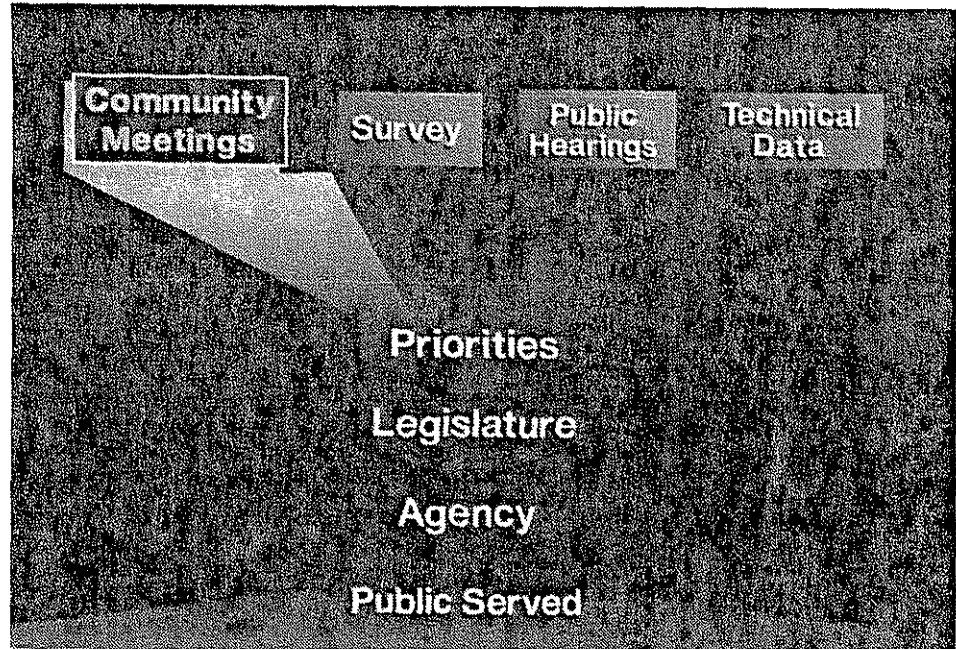 Community
Meetings
Survey
Public
Hearings
Technical
Data
Priorities
Legislature
Agency
Public Served